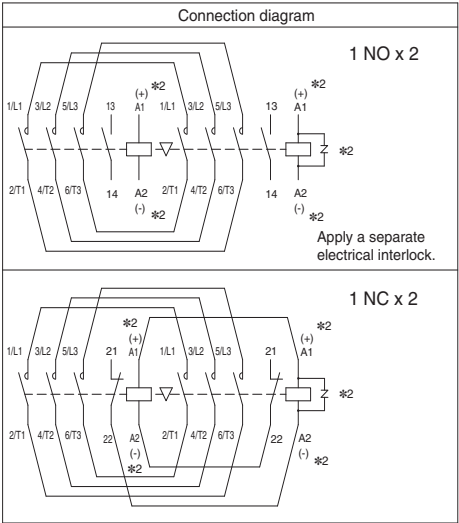 Connection diagram
1 NO x 2
(+) ✻2 (+) ✻2
1/L1 3/L2 5/L3 13 A1 1/L1 3/L2 5/L3 13 A1
✻2
2/T1 4/T2 6/T3 14 A2 2/T1 4/T2 6/T3 14 A2
(-) ✻2 (-) ✻2
Apply a separate
electrical interlock.
1 NC x 2
✻2 ✻2
(+) (+)
1/L1 3/L2 5/L3 21 A1 1/L1 3/L2 5/L3 21 A1
✻2
2/T1 4/T2 6/T3 22 A2 2/T1 4/T2 6/T3 22 A2
(-) (-) ✻2
✻2